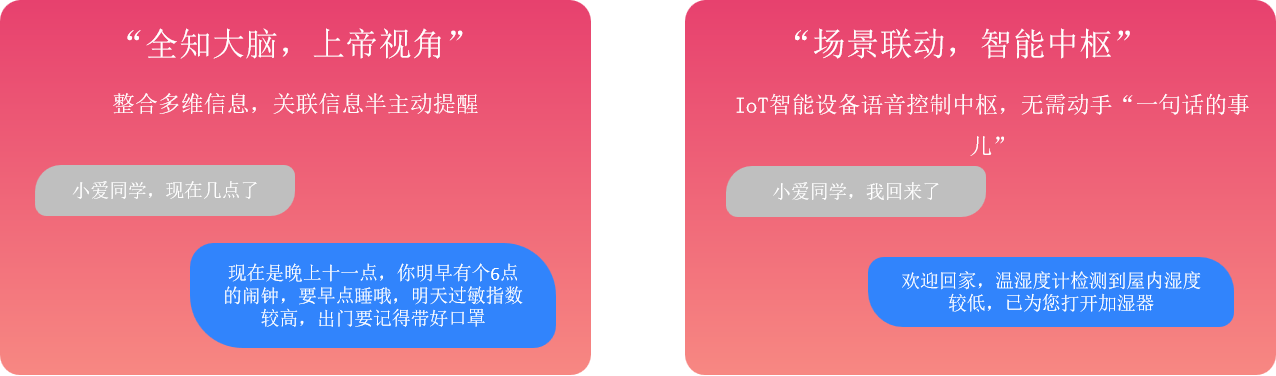 “全知大脑，上帝视角”
整合多维信息，关联信息半主动提醒
小爱同学，现在几点了
现在是晚上十一点，你明早有个6点
的闹钟，要早点睡哦，明天过敏指数
较高，出门要记得带好口罩
“场景联动，智能中枢”
IoT智能设备语音控制中枢，无需动手“一句话的事
儿”
小爱同学，我回来了
欢迎回家，温湿度计检测到屋内湿度
较低，已为您打开加湿器